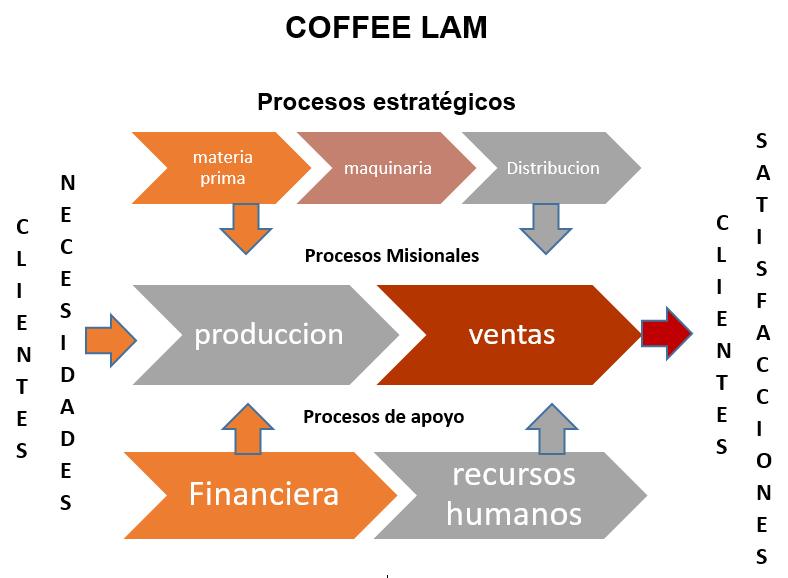 COFFEE LAM
Procesos estratégicos
materia
prima
maquinaria
Distribucion
CLIENTES
NECESIDADES
Procesos Misionales
produccion
ventas
Procesos de apoyo
Financiera
recursos
humanos
CLIENTES
SATISFACCIONES